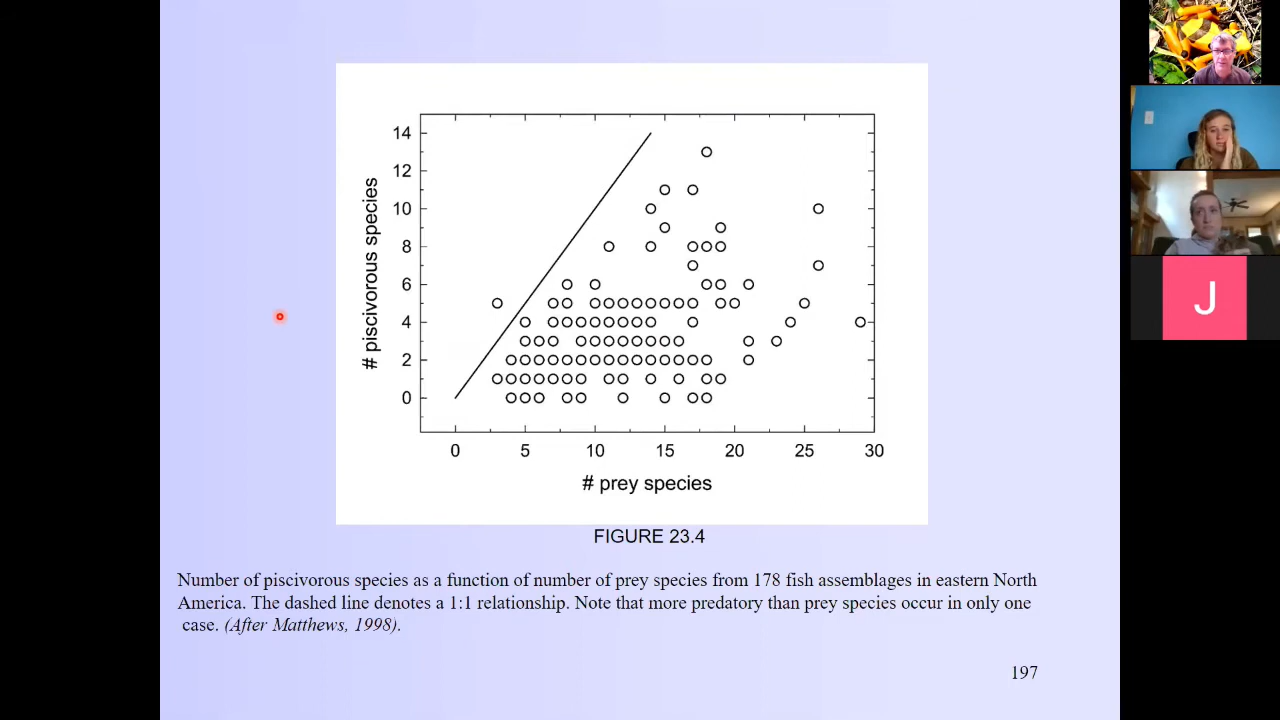 14
12
10
8
6
4
2
0
# piscivorous species
0 5 10 15 20 25 30
# prey species
FIGURE 23.4
Number of piscivorous species as a function of number of prey species from 178 fish assemblages in eastern North
America. The dashed line denotes a 1:1 relationship. Note that more predatory than prey species occur in only one
case. (After Matthews, 1998).
197
J